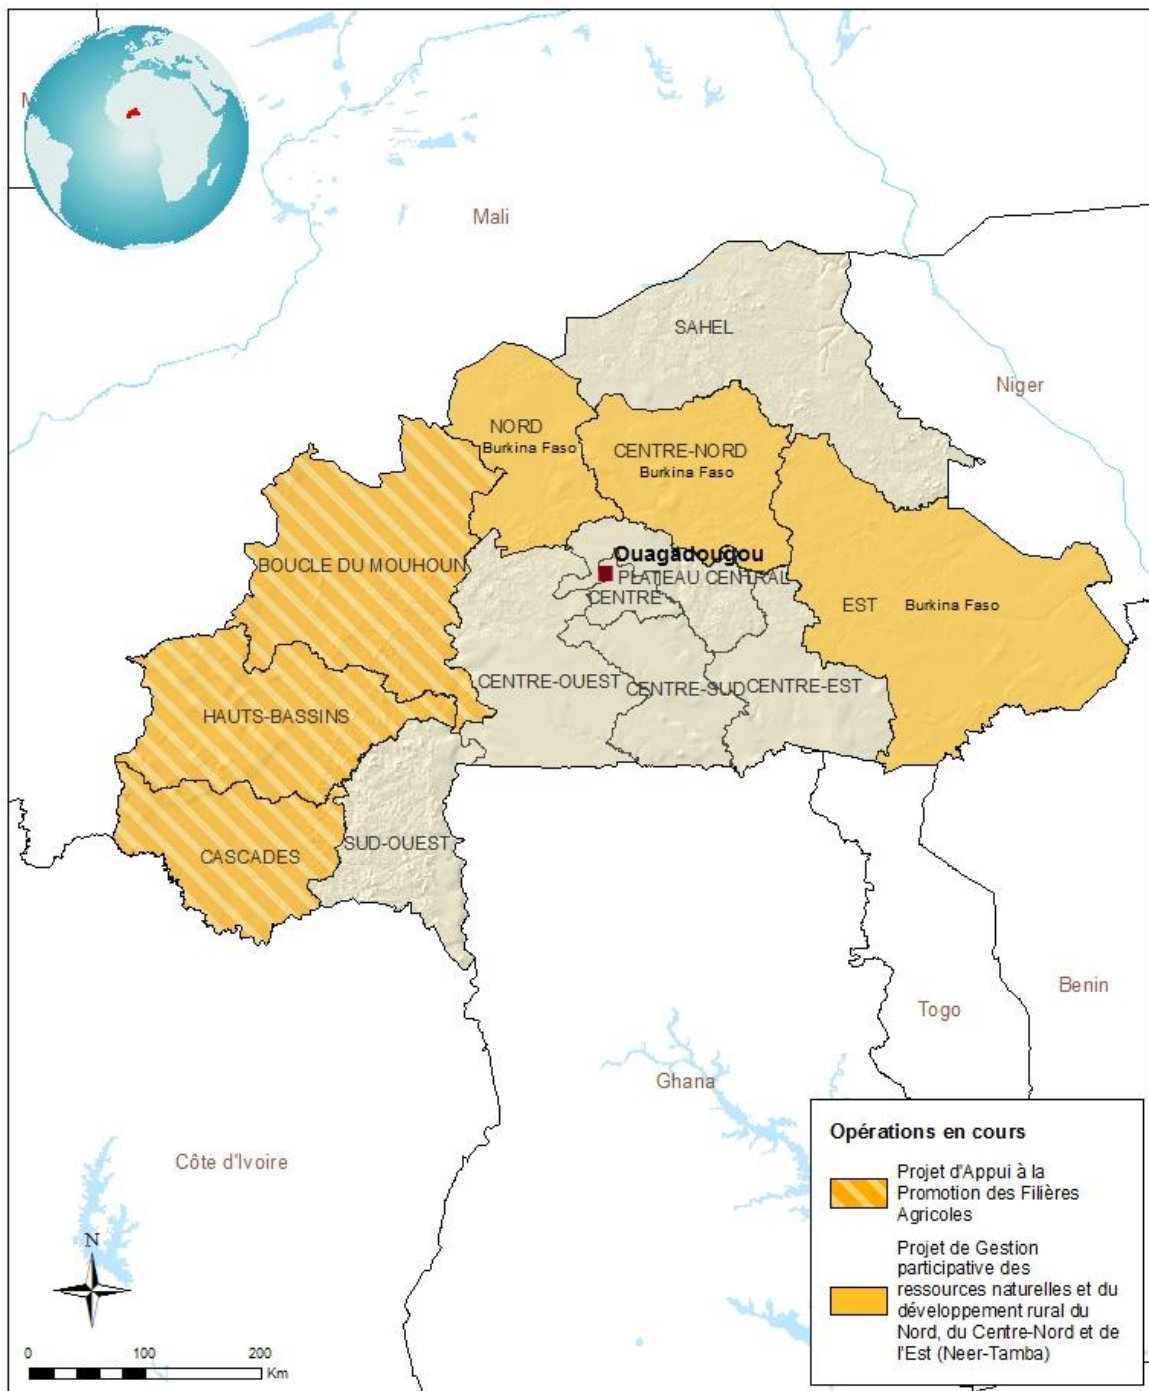 M
Mali
SAHEL
Niger
NORD
Burkina Faso
CENTRE-NORD
Burkina Faso
Ouagadougou
BOUCLE DU MOUHOUN
PLATEAU CENTRAL
CENTRE
EST
Burkina Faso
CENTRE-OUEST
CENTRE-SUD
CENTRE-EST
HAUTS-BASSINS
SUD-OUEST
CASCADES
Benin
Togo
Ghana
Côte d'Ivoire
Opérations en cours
Projet d'Appui à la
Promotion des Filières
Agricoles
Projet de Gestion
participative des
ressources naturelles et du
développement rural du
Nord, du Centre-Nord et de
l'Est (Neer-Tamba)
N
0 100 200
Km